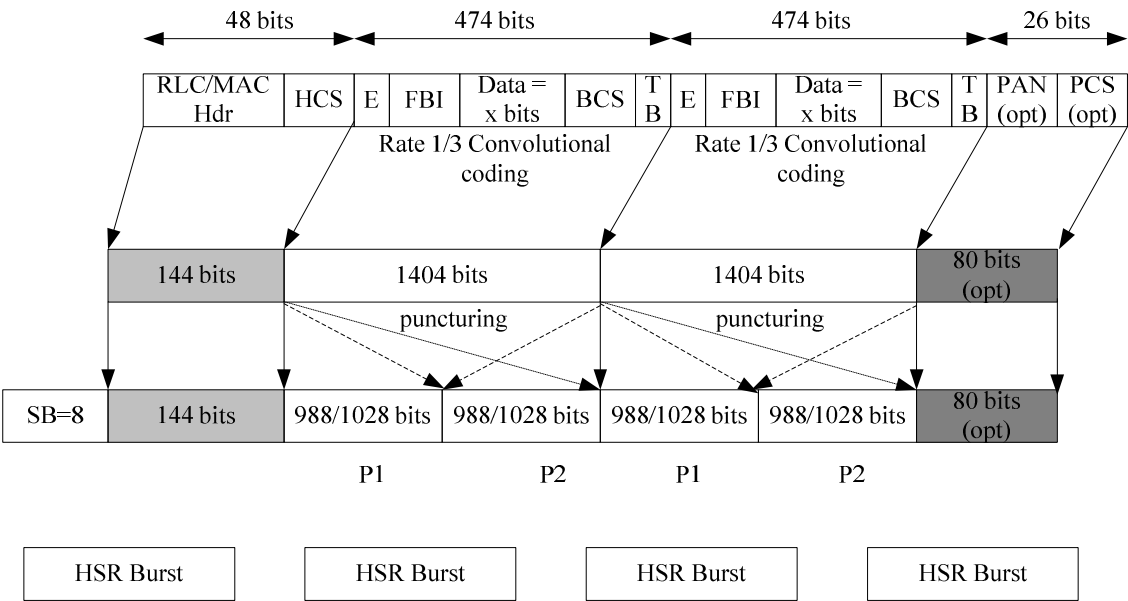 48 bits 474 bits 474 bits 26 bits
RLC/MAC Hdr HCS E FBI Data = x bits BCS T B E FBI Data = x bits BCS T B PAN (opt) PCS (opt)
Rate 1/3 Convolutional coding Rate 1/3 Convolutional coding
144 bits 1404 bits 1404 bits 80 bits (opt)
puncturing puncturing
SB=8 144 bits 988/1028 bits 988/1028 bits 988/1028 bits 988/1028 bits 80 bits (opt)
P1 P2 P1 P2
HSR Burst HSR Burst HSR Burst HSR Burst